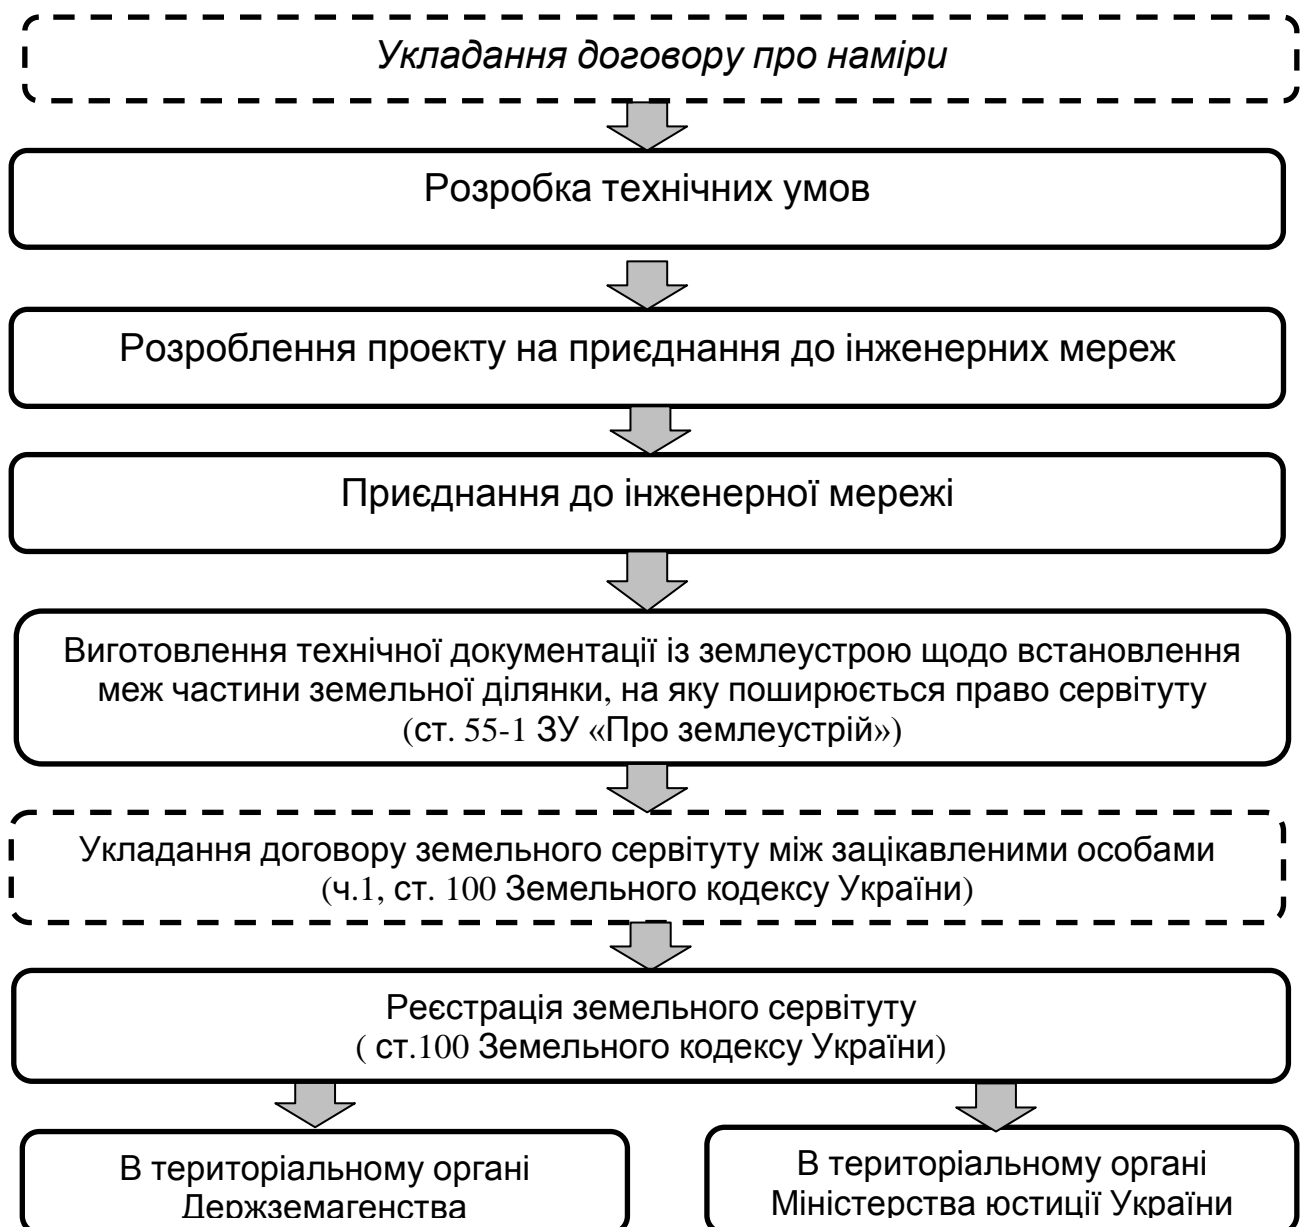 Укладання договору про наміри
Розробка технічних умов
Розроблення проекту на приєднання до інженерних мереж
Приєднання до інженерної мережі
Виготовлення технічної документації із землеустрою щодо встановлення
меж частини земельної ділянки, на яку поширюється право сервітуту
(ст. 55-1 ЗУ «Про землеустрій»)
Укладання договору земельного сервітуту між зацікавленими особами
(ч.1, ст. 100 Земельного кодексу України)
Реєстрація земельного сервітуту
( ст.100 Земельного кодексу України)
В територіальному органі
Держземагенства
В територіальному органі
Міністерства юстиції України